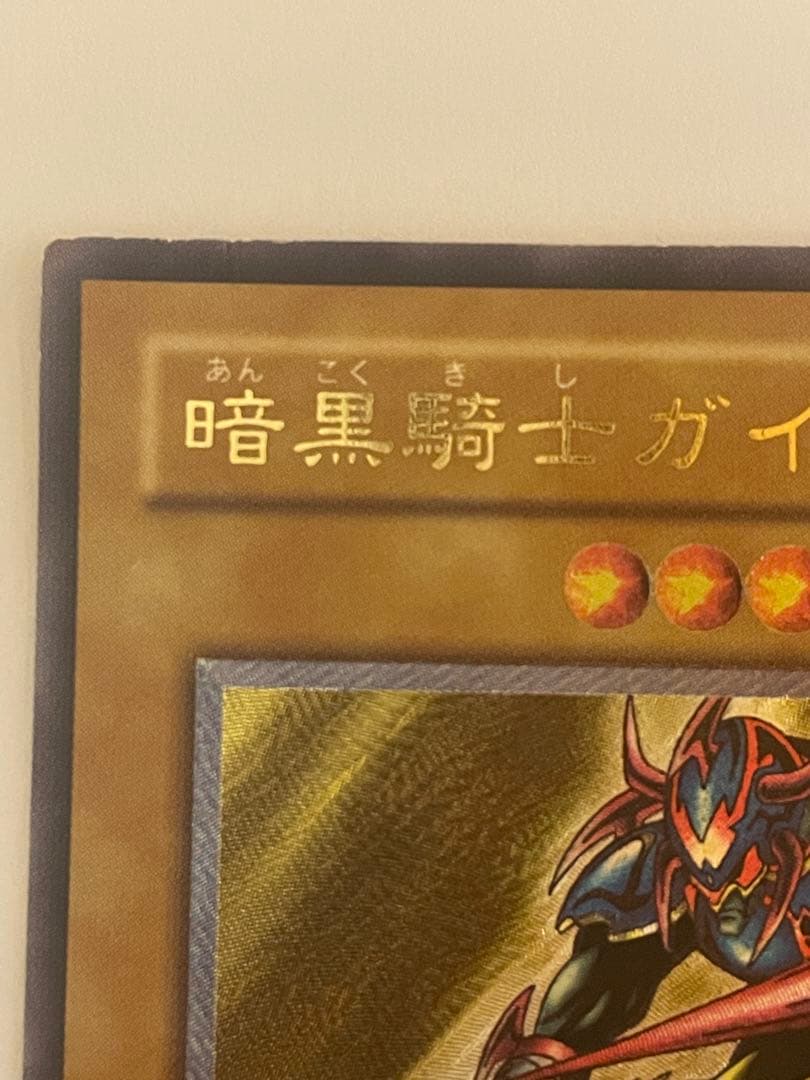 あん こく き し
暗黒騎士ガイ